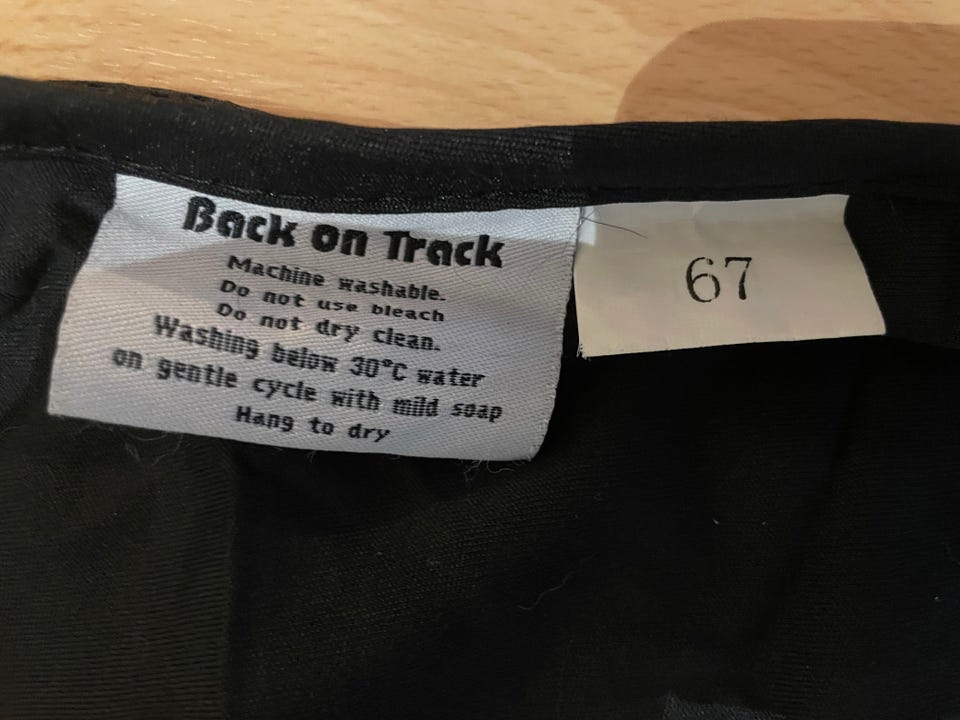 Back on Track
Machine washable.
Do not use bleach
Do not dry clean.
Washing below 30°C water
on gentle cycle with mild soap
Hang to dry
67